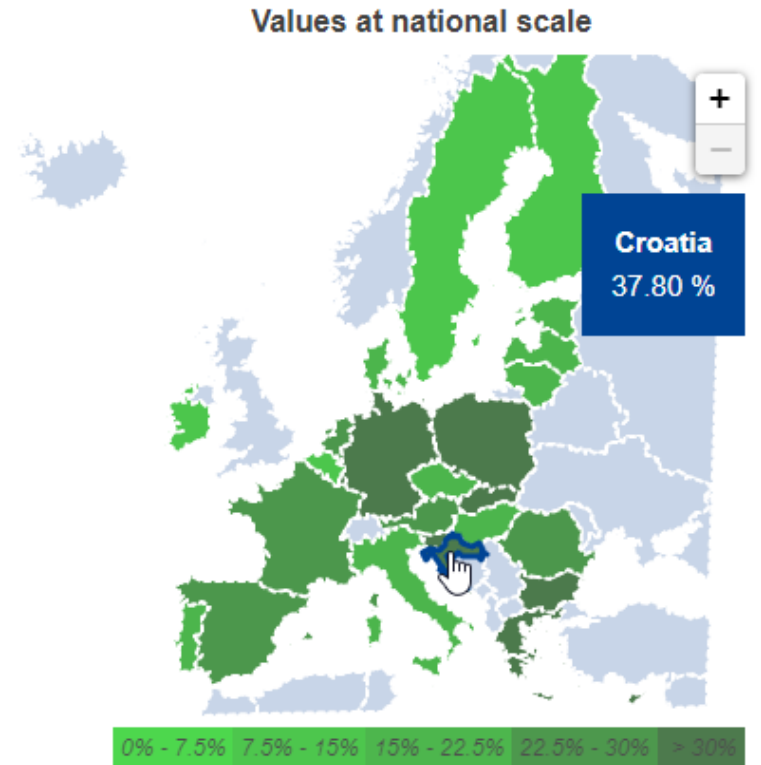 Values at national scale
+
−
Croatia
37.80 %
0% - 7.5% 7.5% - 15% 15% - 22.5% 22.5% - 30% > 30%